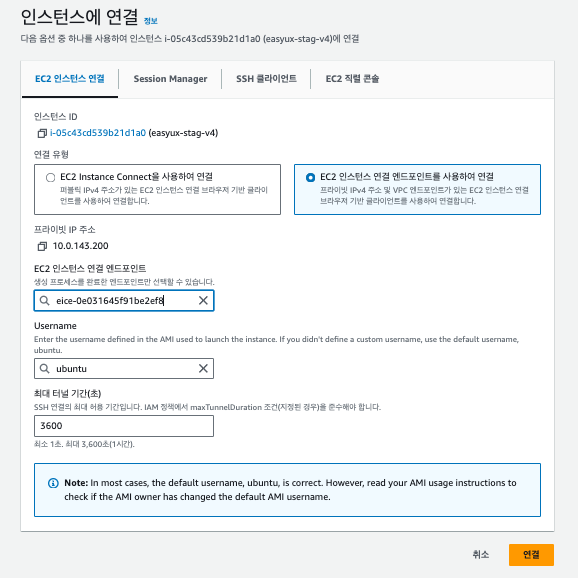 인스턴스에 연결 정보
다음 옵션 중 하나를 사용하여 인스턴스 i-05c43cd539b21d1a0 (easyux-stag-v4)에 연결
EC2 인스턴스 연결
Session Manager
SSH 클라이언트
EC2 직렬 콘솔
인스턴스 ID
i-05c43cd539b21d1a0 (easyux-stag-v4)
연결 유형
EC2 Instance Connect을 사용하여 연결
퍼블릭 IPv4 주소가 있는 EC2 인스턴스 연결 브라우저 기반 클라이
언트를 사용하여 연결합니다.
EC2 인스턴스 연결 엔드포인트를 사용하여 연결
프라이빗 IPv4 주소 및 VPC 엔드포인트가 있는 EC2 인스턴스 연결
브라우저 기반 클라이언트를 사용하여 연결합니다.
프라이빗 IP 주소
10.0.143.200
EC2 인스턴스 연결 엔드포인트
생성 프로세스를 완료한 엔드포인트만 선택할 수 있습니다.
eice-0e031645f91be2ef8
Username
Enter the username defined in the AMI used to launch the instance. If you didn't define a custom username, use the default username,
ubuntu.
ubuntu
최대 터널 기간(초)
SSH 연결의 최대 허용 기간입니다. IAM 정책에서 maxTunnelDuration 조건(지정된 경우)을 준수해야 합니다.
3600
최소 1초. 최대 3,600초(1시간).
Note: In most cases, the default username, ubuntu, is correct. However, read your AMI usage instructions to
check if the AMI owner has changed the default AMI username.
취소
연결